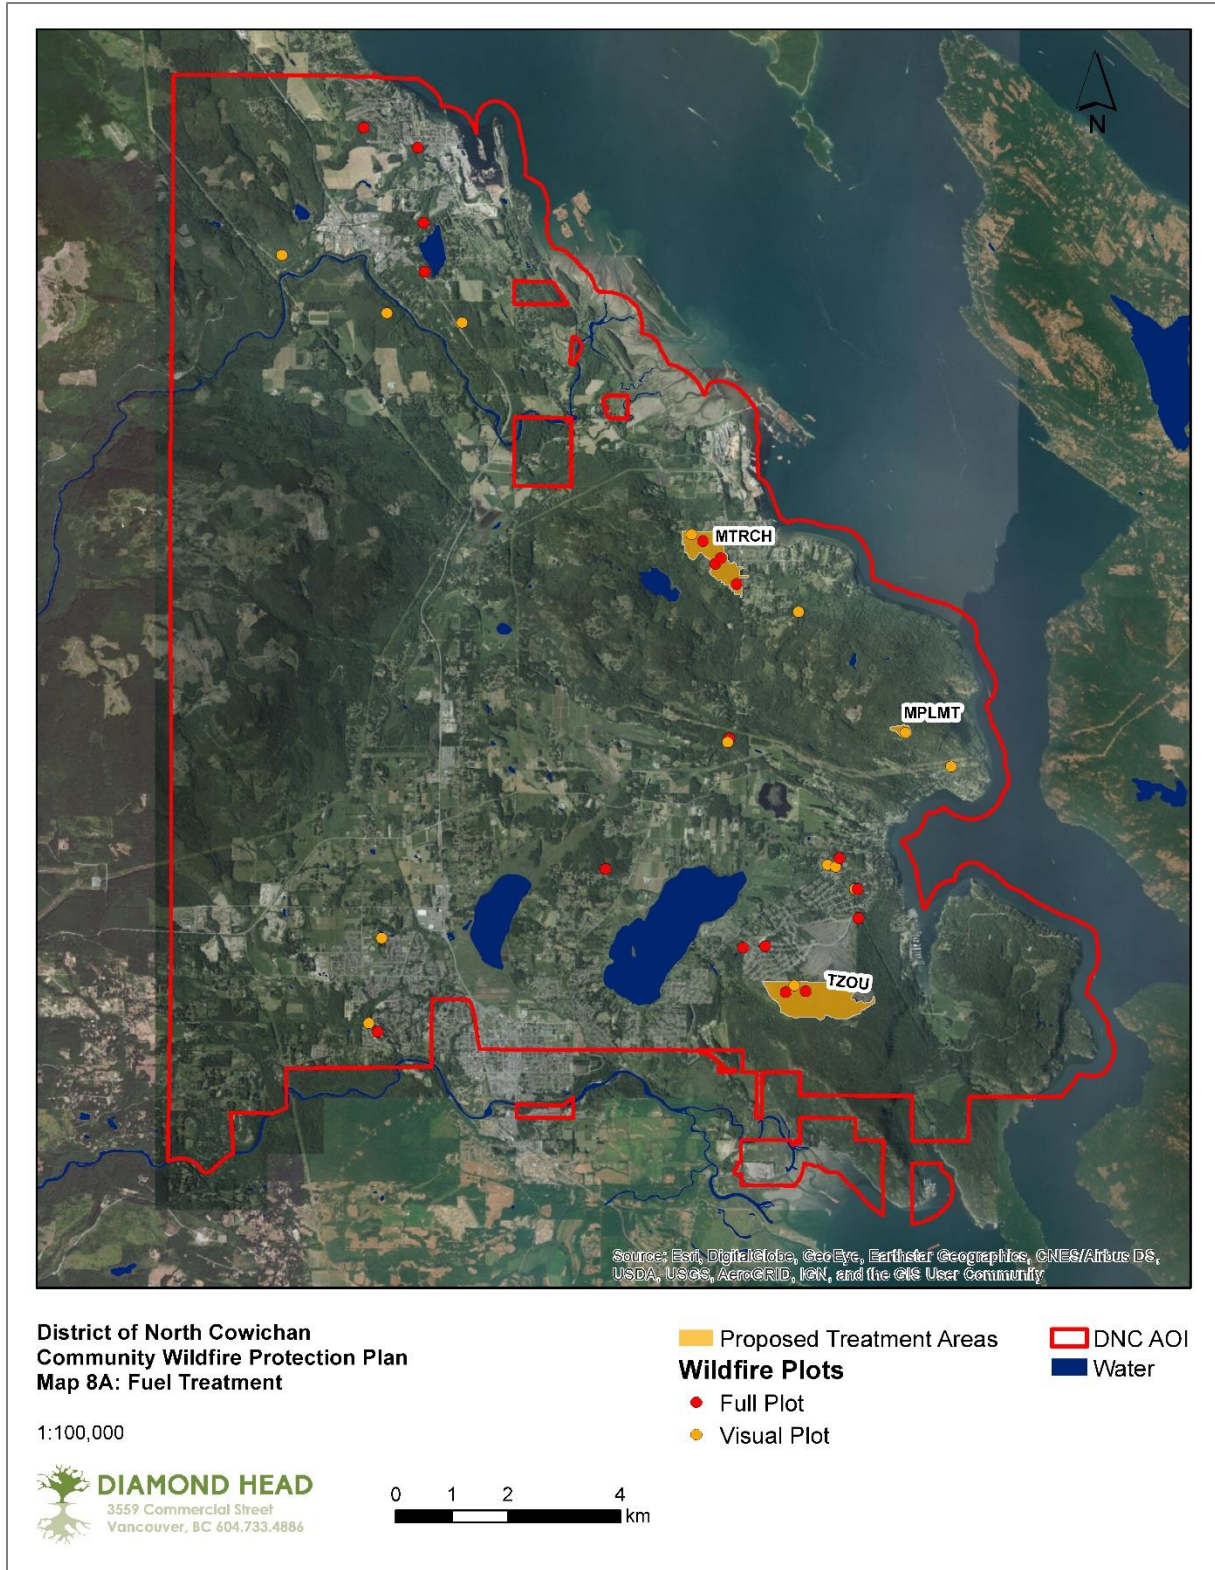 N
MTRCH
MPLMT
TZOU
Source: Esri, DigitalGlobe, GeoEye, Earthstar Geographics, CNES/Airbus DS,
USDA, USGS, AeroGRID, IGN, and the GIS User Community
District of North Cowichan
Community Wildfire Protection Plan
Map 8A: Fuel Treatment
1:100,000
DIAMOND HEAD
3559 Commercial Street
Vancouver, BC 604.733.4886
0 1 2 4
km
Proposed Treatment Areas
Wildfire Plots
Full Plot
Visual Plot
DNC AOI
Water